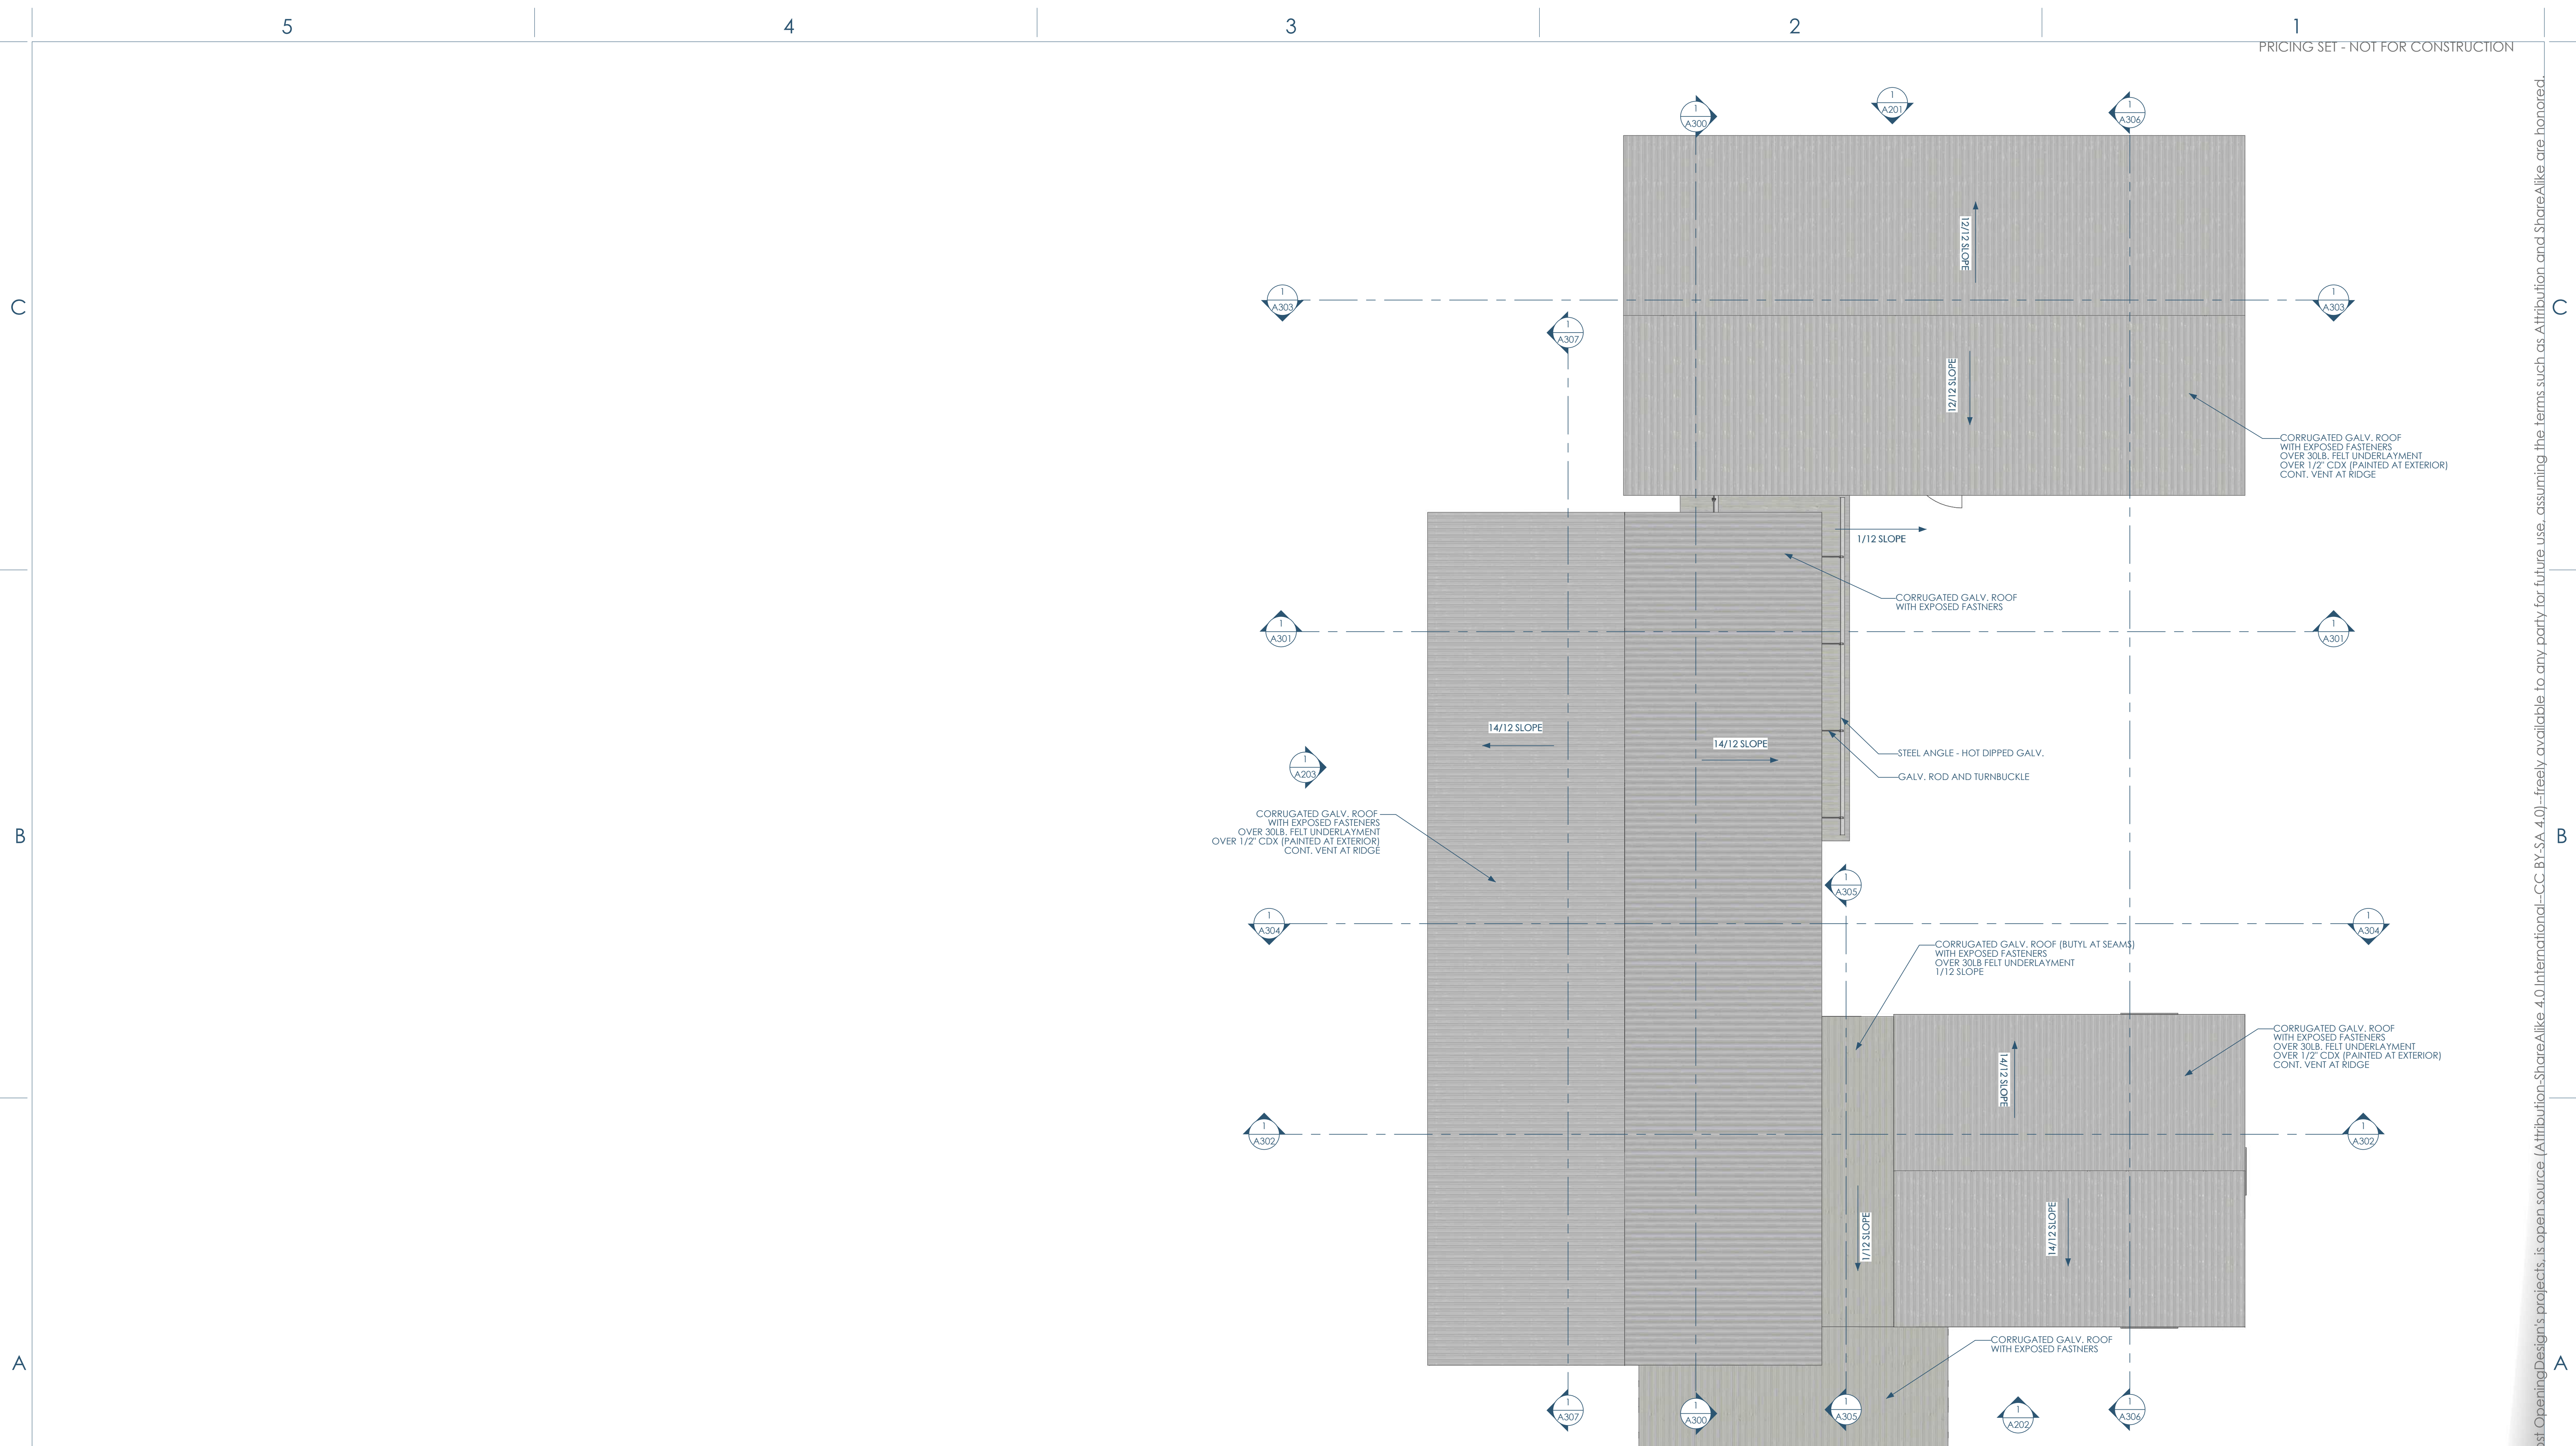 5
4
3
2
1
PRICING SET - NOT FOR CONSTRUCTION
1
A300
1
A201
1
A306
12/12 SLOPE
C
1
A303
1
A303
C
1
A307
12/12 SLOPE
CORRUGATED GALV. ROOF
WITH EXPOSED FASTENERS
OVER 30LB. FELT UNDERLAYMENT
OVER 1/2" CDX (PAINTED AT EXTERIOR)
CONT. VENT AT RIDGE
1/12 SLOPE
CORRUGATED GALV. ROOF
WITH EXPOSED FASTNERS
1
A301
1
A301
14/12 SLOPE
14/12 SLOPE
STEEL ANGLE - HOT DIPPED GALV.
GALV. ROD AND TURNBUCKLE
1
A203
CORRUGATED GALV. ROOF
WITH EXPOSED FASTENERS
OVER 30LB. FELT UNDERLAYMENT
OVER 1/2" CDX (PAINTED AT EXTERIOR)
CONT. VENT AT RIDGE
B
B
1
A305
1
A304
1
A304
CORRUGATED GALV. ROOF (BUTYL AT SEAMS)
WITH EXPOSED FASTENERS
OVER 30LB FELT UNDERLAYMENT
1/12 SLOPE
CORRUGATED GALV. ROOF
WITH EXPOSED FASTENERS
OVER 30LB. FELT UNDERLAYMENT
OVER 1/2" CDX (PAINTED AT EXTERIOR)
CONT. VENT AT RIDGE
14/12 SLOPE
1
A302
1
A302
1/12 SLOPE
14/12 SLOPE
CORRUGATED GALV. ROOF
WITH EXPOSED FASTNERS
A
A
1
A307
1
A300
1
A305
1
A202
1
A306
OpeningDesign's projects, is open source (Attribution-ShareAlike 4.0 International--CC BY-SA 4.0)--freely available to any party for future use, assuming the terms such as Attribution and ShareAlike are honored.